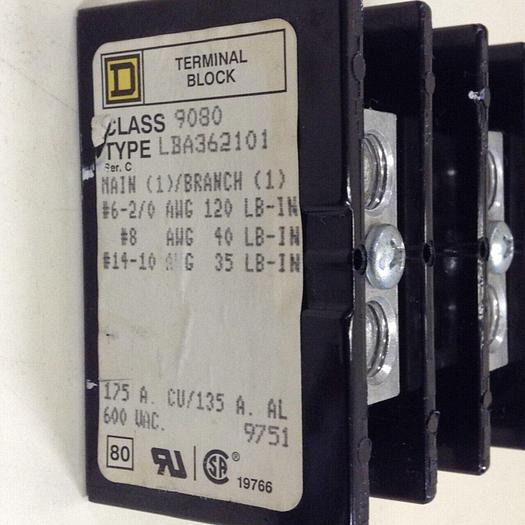 D
TERMINAL
BLOCK
CLASS 9080
TYPE LBA362101
Ser. C
MAIN (1)/BRANCH (1)
#6-2/0 AWG 120 LB-IN
#8 AWG 40 LB-IN
#14-10 AWG 35 LB-IN
175 A. CU/135 A. AL
600 VAC.
9751
80 RU SA ® 19766